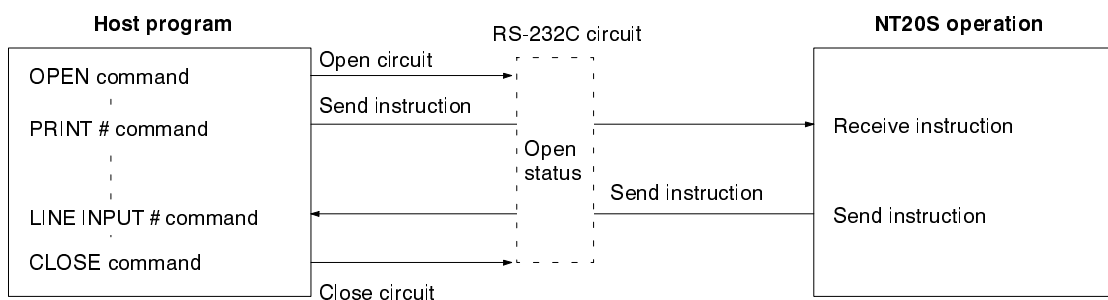 Host program
NT20S operation
RS-232C circuit
OPEN command
Open circuit
PRINT # command
Send instruction
Receive instruction
Open
status
Send instruction
LINE INPUT # command
Send instruction
CLOSE command
Close circuit